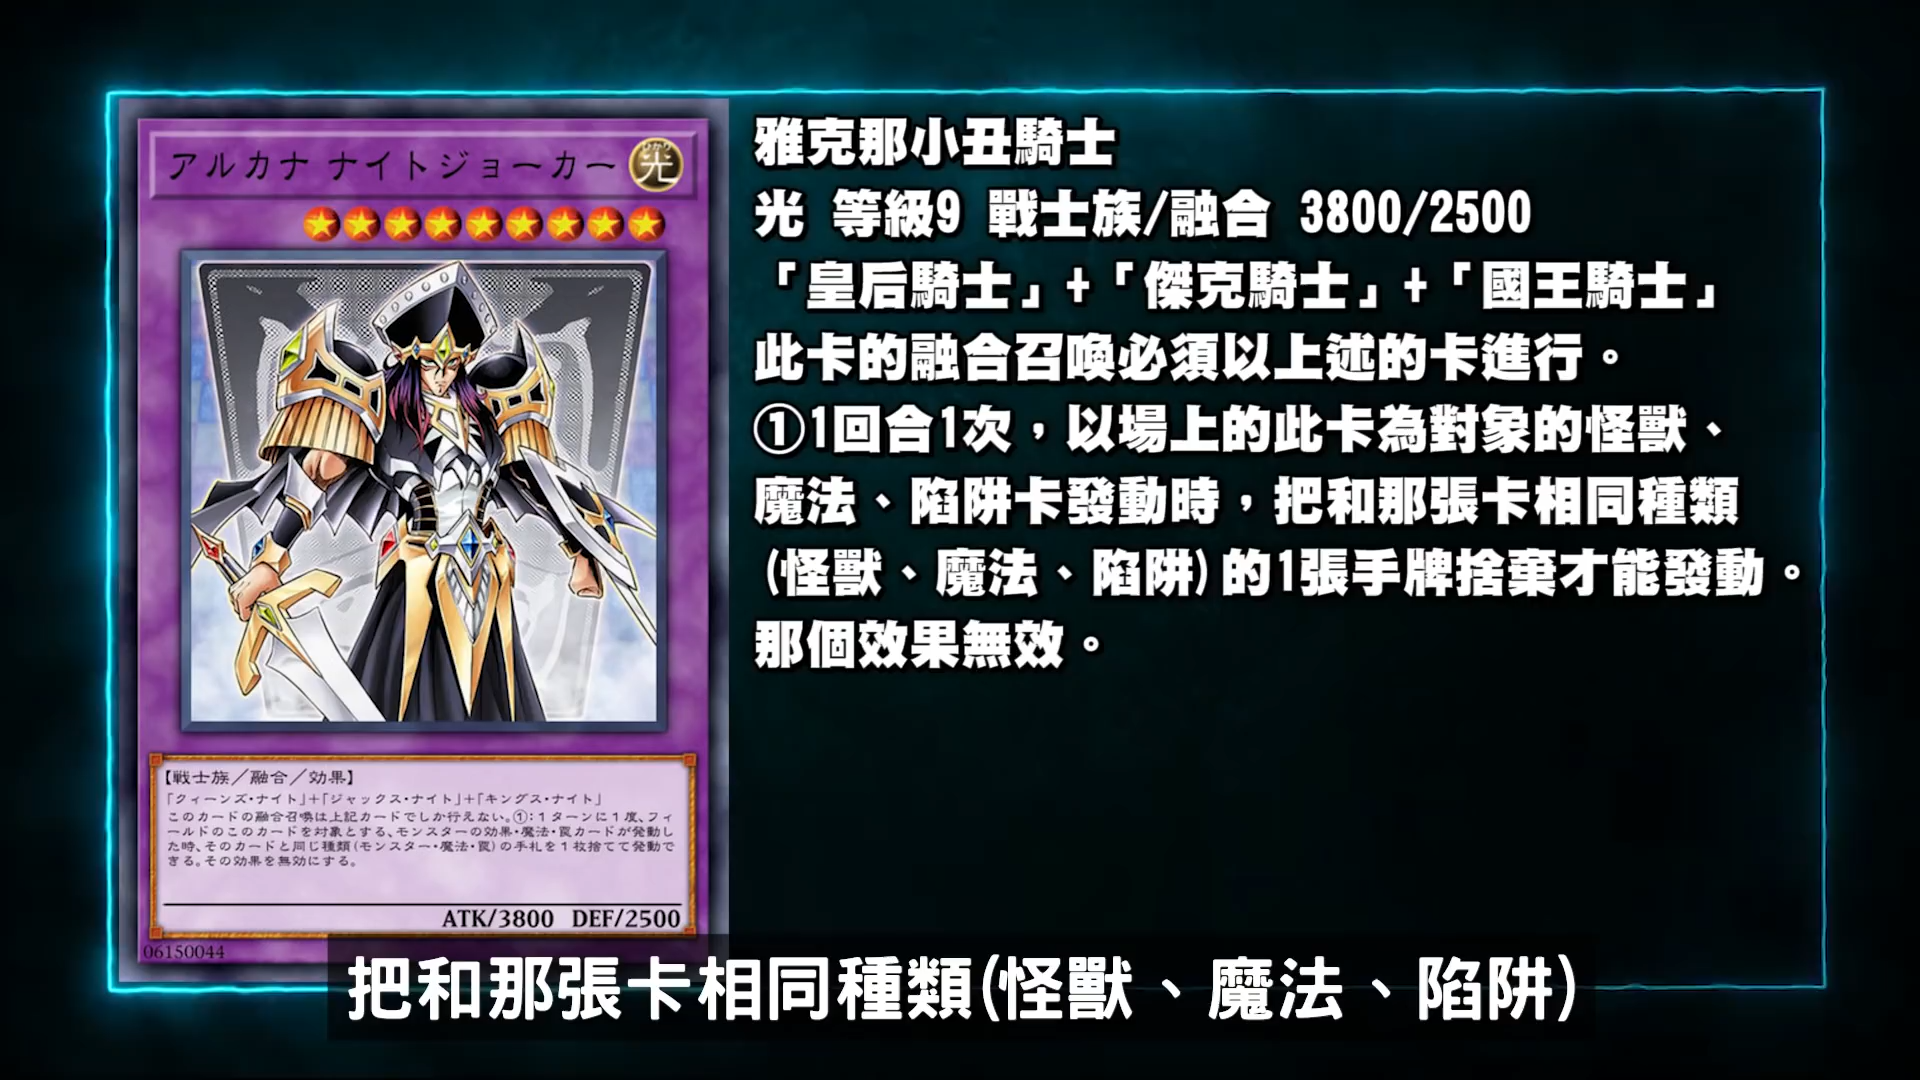 アルカナ ナイトジョーカー
光
【戦士族／融合／効果】
「クィーンズ・ナイト」＋「ジャックス・ナイト」＋「キングス・ナイト」
このカードの融合召喚は上記カードでしか行えない。①：１ターンに１度、フィ
ールドのこのカードを対象とする、モンスターの効果・魔法・罠カードが発動し
た時、そのカードと同じ種類（モンスター・魔法・罠）の手札を１枚捨てて発動で
きる。その効果を無効にする。
ATK/3800 DEF/2500
06150044
雅克那小丑騎士
光 等級9 戰士族/融合 3800/2500
「皇后騎士」+「傑克騎士」+「國王騎士」
此卡的融合召喚必須以上述的卡進行。
①1回合1次，以場上的此卡為對象的怪獸、
魔法、陷阱卡發動時，把和那張卡相同種類
(怪獸、魔法、陷阱)的1張手牌捨棄才能發動。
那個效果無效。
把和那張卡相同種類(怪獸、魔法、陷阱)